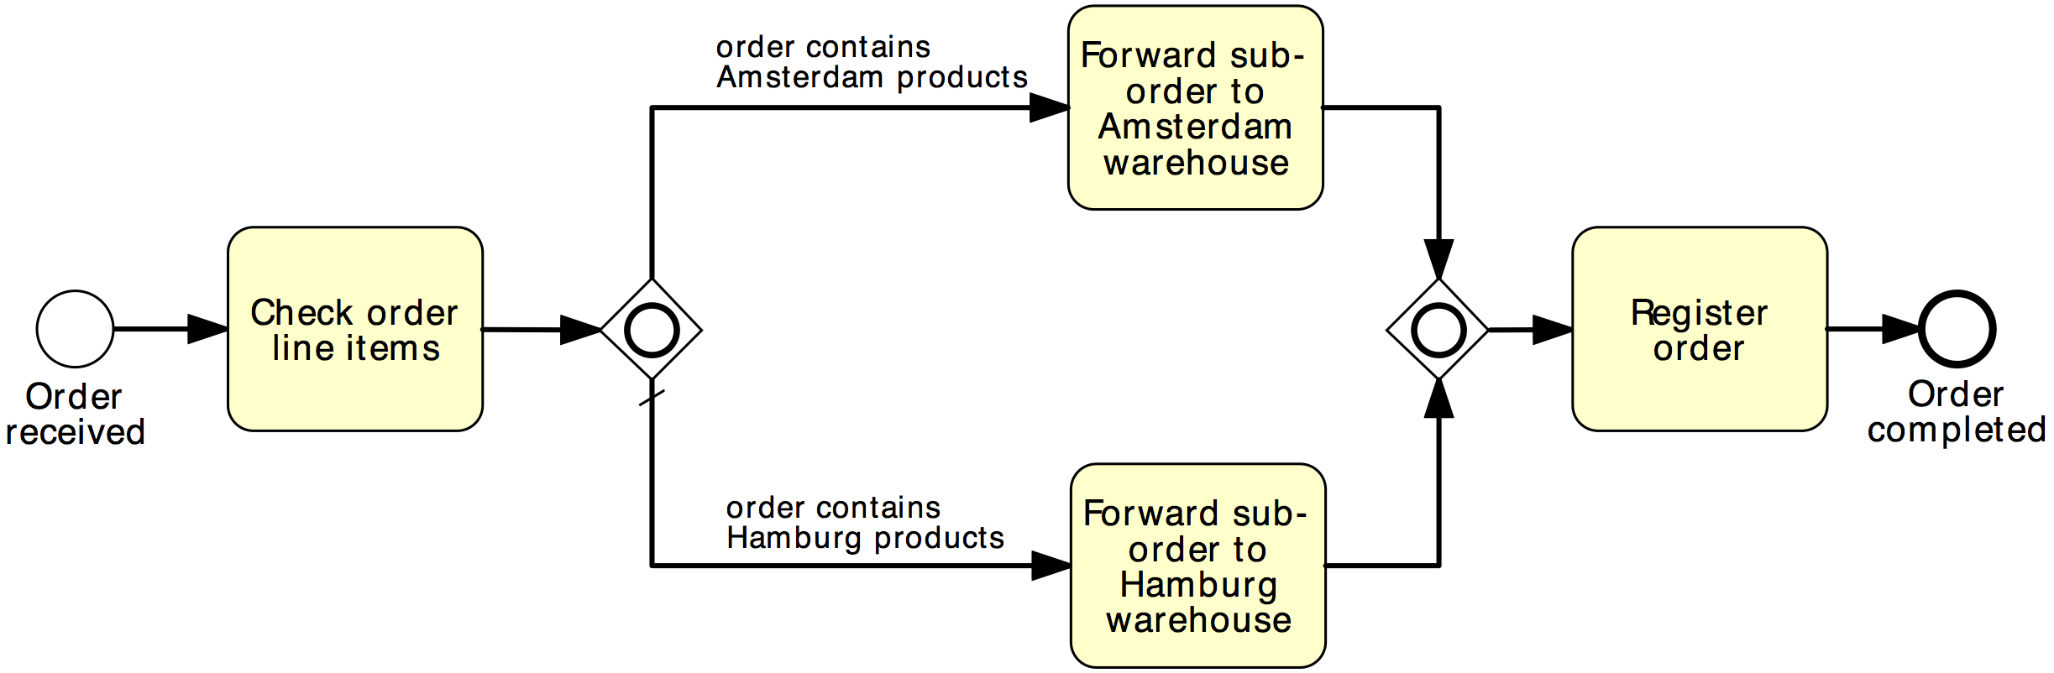 Order
received
Check order
line items
order contains
Amsterdam products
Forward sub-
order to
Amsterdam
warehouse
order contains
Hamburg products
Forward sub-
order to
Hamburg
warehouse
Register
order
Order
completed